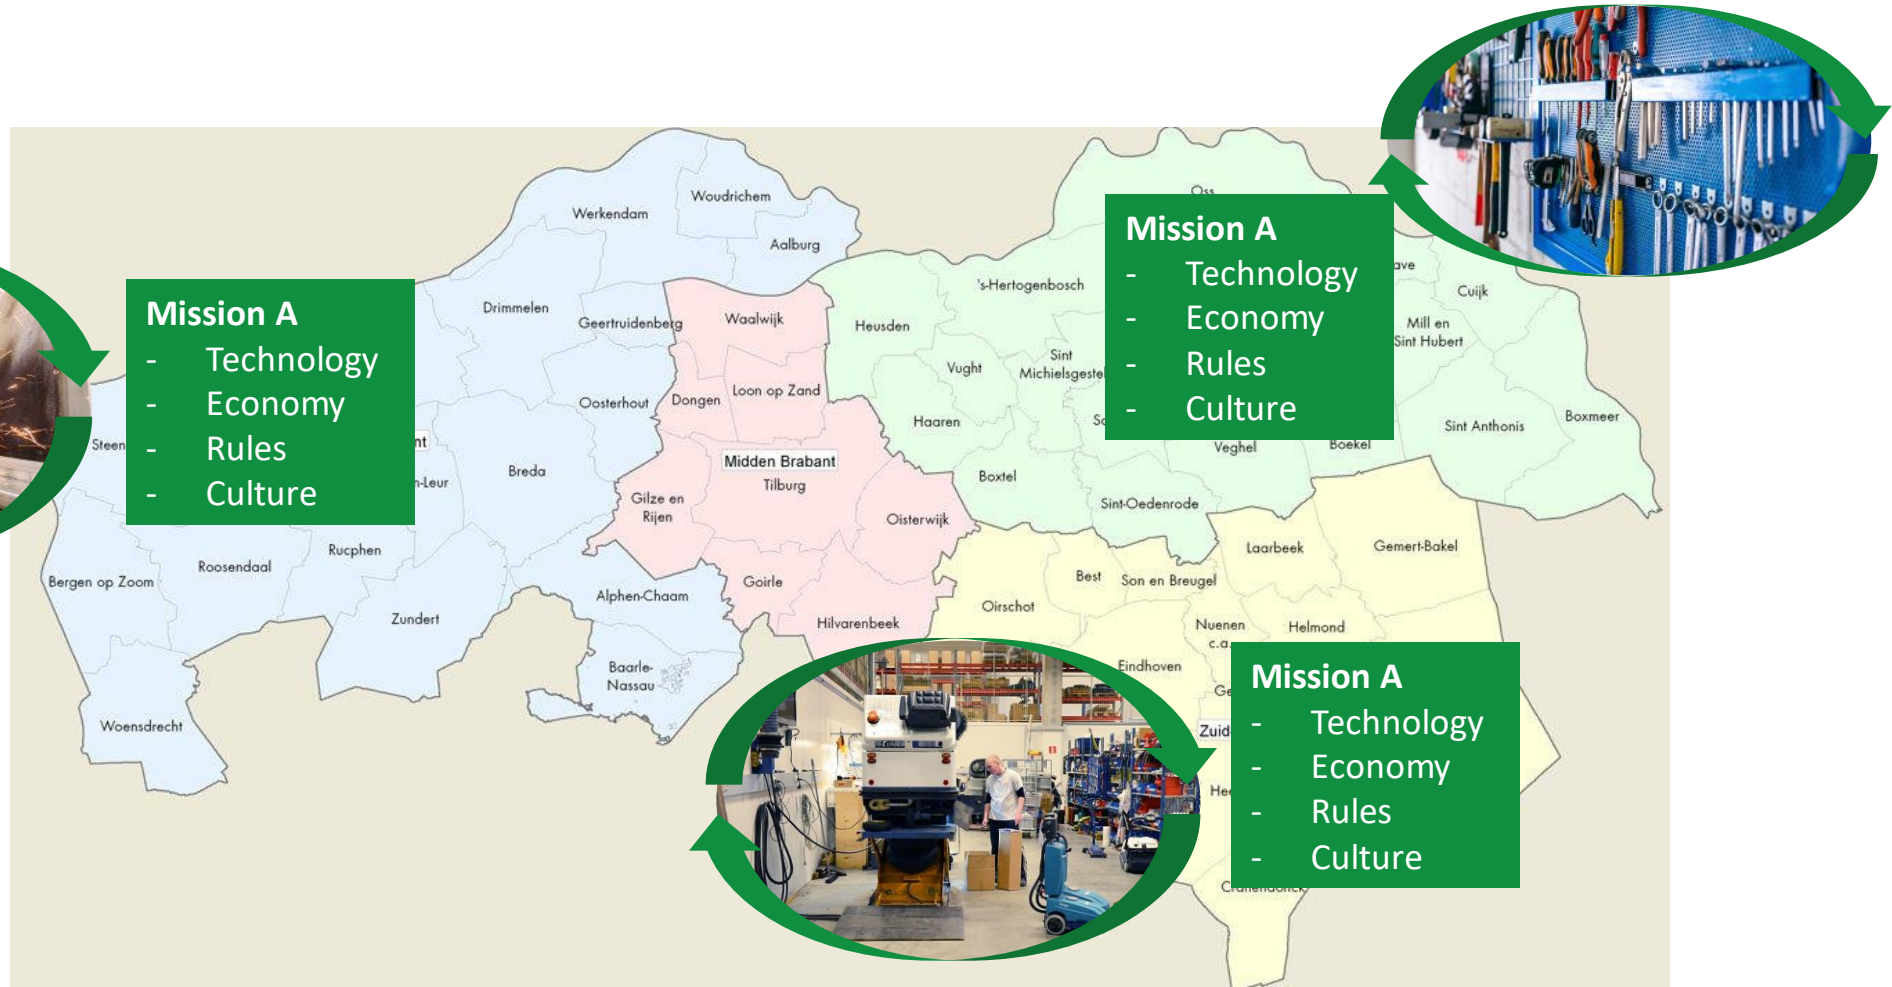 Mission A
- Technology
- Economy
- Rules
- Culture
Mission A
- Technology
- Economy
- Rules
- Culture
Mission A
- Technology
- Economy
- Rules
- Culture
Woudrichem
Werkendam
Aalburg
Drimmelen
Geertruidenberg
Oosterhout
Breda
Roosendaal
Rucphen
Bergen op Zoom
Zundert
Woensdrecht
Alphen-Chaam
Baarle-
Nassau
Waalwijk
Loon op Zand
Dongen
Midden Brabant
Tilburg
Gilze en
Rijen
Oisterwijk
Goirle
Hilvarenbeek
Oss
's-Hertogenbosch
Heusden
Vught
Sint
Michielsgestel
Haaren
Boxtel
Sint-Oedenrode
Veghel
Boekel
Cuijk
Mill en
Sint Hubert
Sint Anthonis
Boxmeer
Laarbeek
Gemert-Bakel
Best
Son en Breugel
Oirschot
Nuenen
c.a.
Helmond
Eindhoven